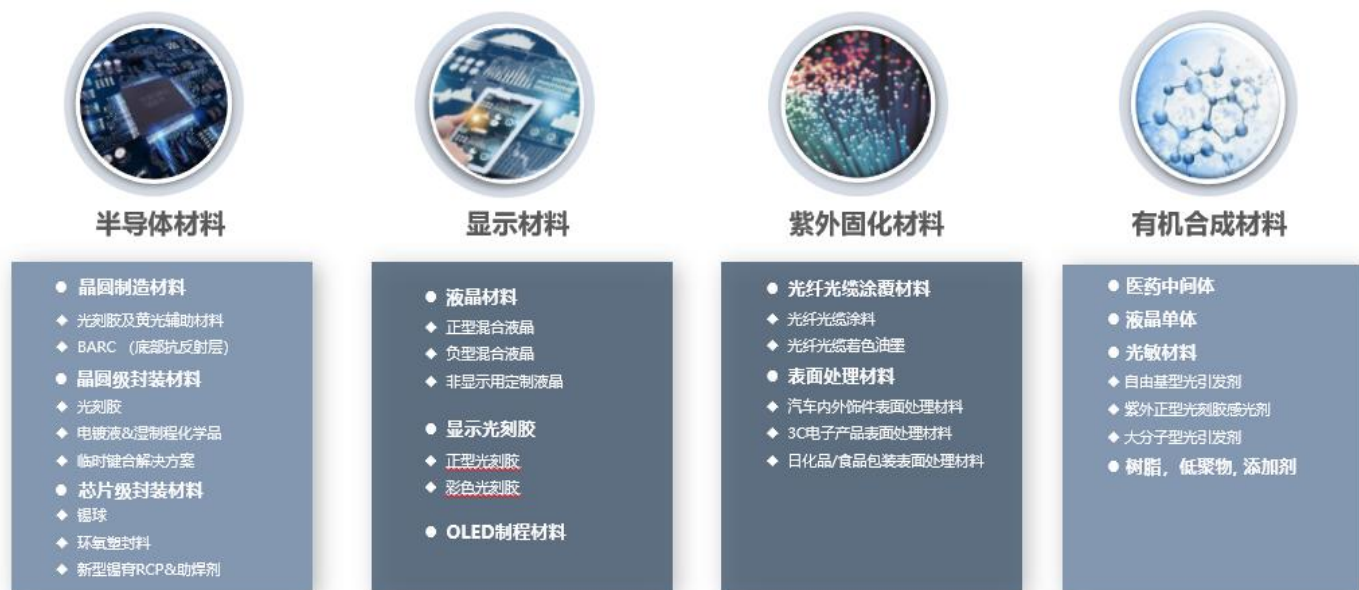 半导体材料
晶圆制造材料
光刻胶及黄光辅助材料
BARC （底部抗反射层)
晶圆级封装材料
光刻胶
电镀液&湿制程化学品
临时键合解决方案
芯片级封装材料
锡球
环氧塑封料
新型锡膏RCP&助焊剂
显示材料
液晶材料
正型混合液晶
负型混合液晶
非显示用定制液晶
显示光刻胶
正型光刻胶
彩色光刻胶
OLED制程材料
紫外固化材料
光纤光缆涂覆材料
光纤光缆涂料
光纤光缆着色油墨
表面处理材料
汽车内外饰件表面处理材料
3C电子产品表面处理材料
日化品/食品包装表面处理材料
有机合成材料
医药中间体
液晶单体
光敏材料
自由基型光引发剂
紫外正型光刻胶感光剂
大分子型光引发剂
树脂，低聚物, 添加剂